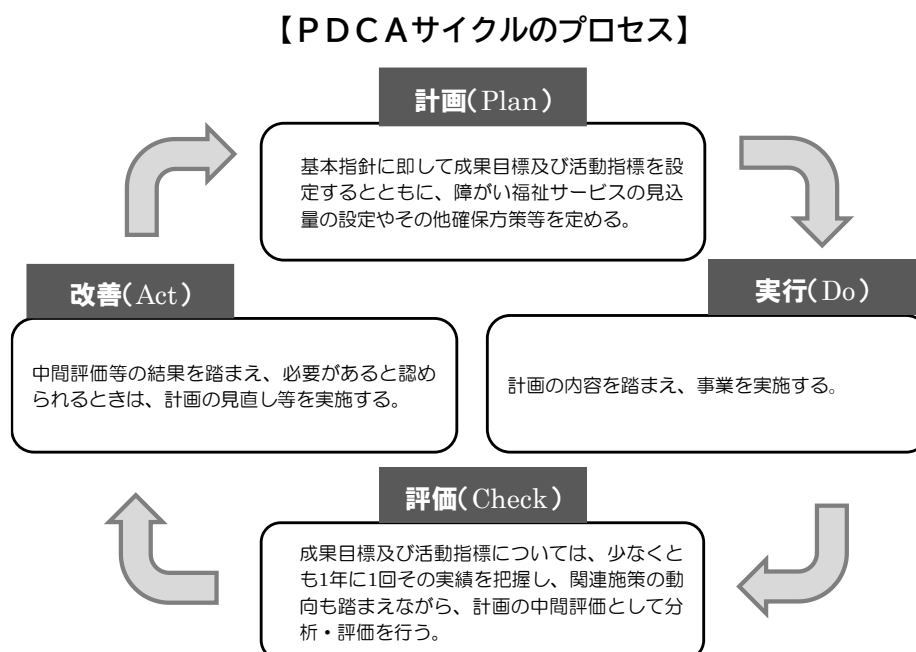 【PDCAサイクルのプロセス】
計画(Plan)
基本指針に即して成果目標及び活動指標を設
定するとともに、障がい福祉サービスの見込
量の設定やその他確保方策等を定める。
実行(Do)
計画の内容を踏まえ、事業を実施する。
評価(Check)
成果目標及び活動指標については、少なくと
も1年に1回その実績を把握し、関連施策の動
向も踏まえながら、計画の中間評価として分
析・評価を行う。
改善(Act)
中間評価等の結果を踏まえ、必要があると認め
られるときは、計画の見直し等を実施する。